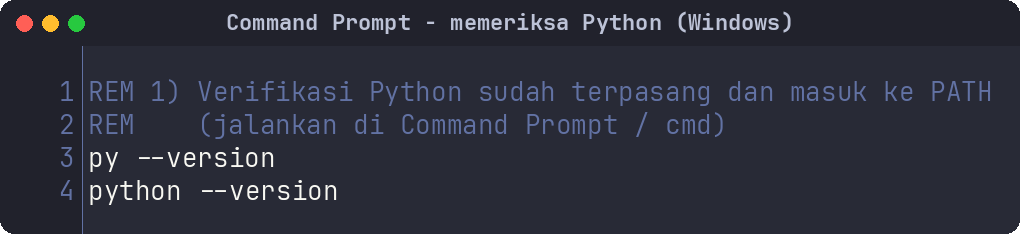 Command Prompt - memeriksa Python (Windows)
1 REM 1) Verifikasi Python sudah terpasang dan masuk ke PATH
2 REM    (jalankan di Command Prompt / cmd)
3 py --version
4 python --version